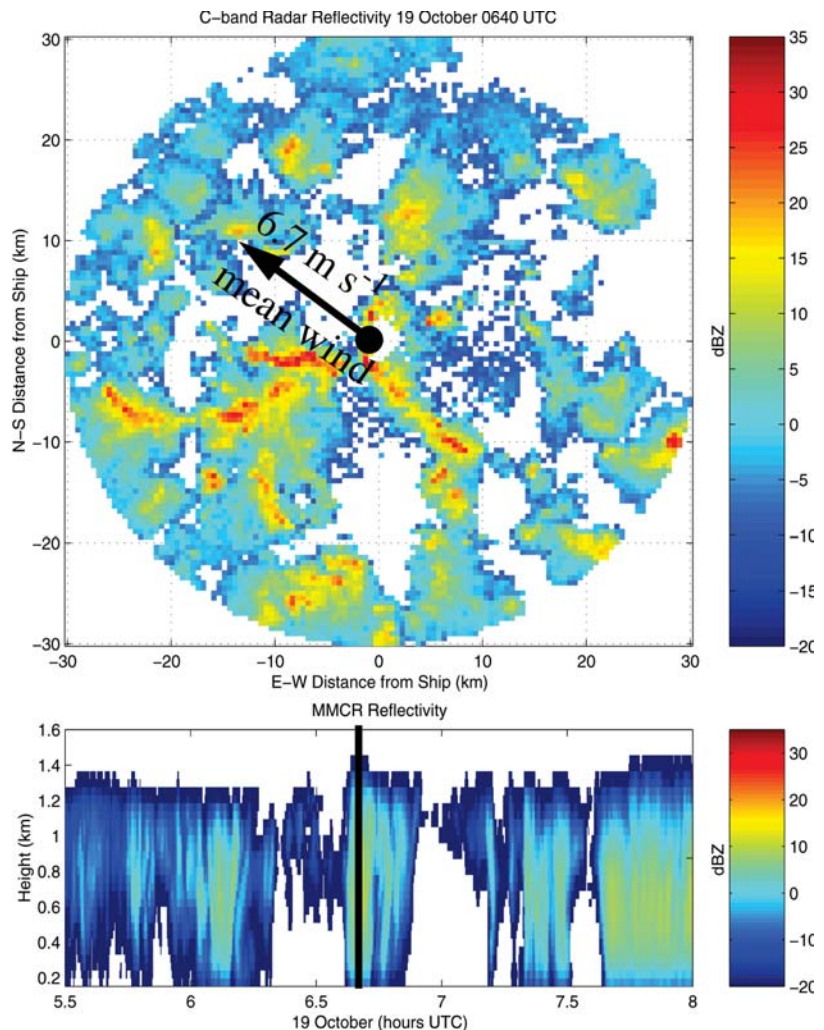 C-band Radar Reflectivity 19 October 0640 UTC
30
20
10
0
−10
−20
−30
N-S Distance from Ship (km)
6.7 m s-1
mean wind
−30 −20 −10 0 10 20 30
E-W Distance from Ship (km)
35
30
25
20
15
10
5
0
−5
−10
−15
−20
dBZ
MMCR Reflectivity
1.6
1.4
1.2
1
0.8
0.6
0.4
0.2
Height (km)
5.5 6 6.5 7 7.5 8
19 October (hours UTC)
30
20
10
0
−10
−20
dBZ